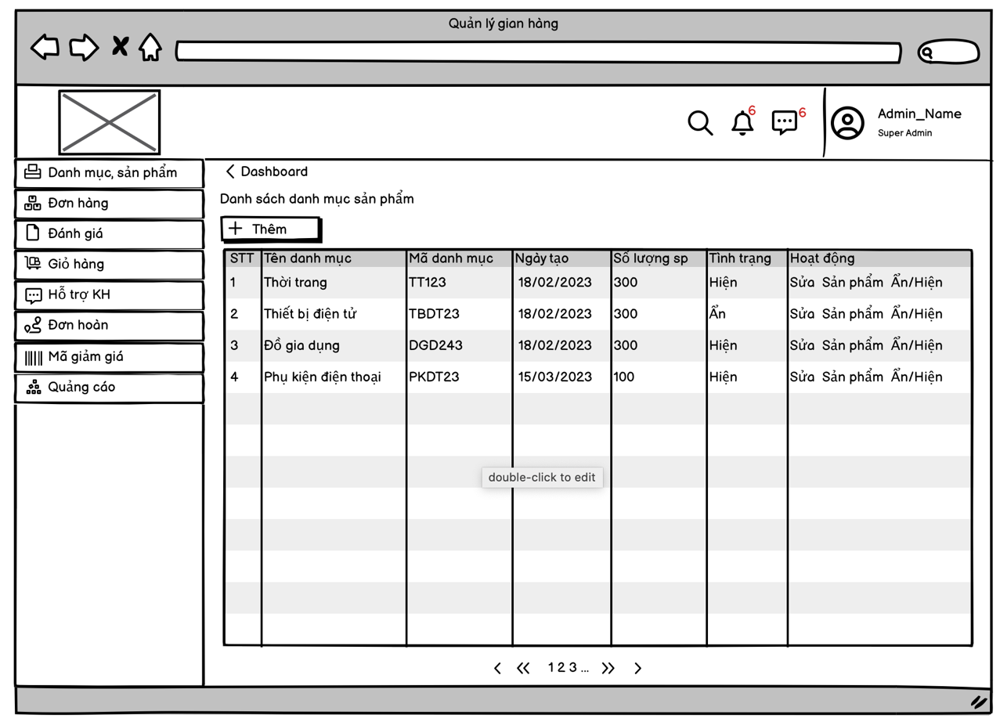 Quản lý gian hàng
6
6
Admin_Name
Super Admin
Danh mục, sản phẩm
Đơn hàng
Đánh giá
Giỏ hàng
Hỗ trợ KH
Đơn hoàn
Mã giảm giá
Quảng cáo
Dashboard
Danh sách danh mục sản phẩm
Thêm
STT Tên danh mục Mã danh mục Ngày tạo Số lượng sp Tình trạng Hoạt động
1 Thời trang TT123 18/02/2023 300 Hiện Sửa Sản phẩm Ẩn/Hiện
2 Thiết bị điện tử TBDT23 18/02/2023 300 Ẩn Sửa Sản phẩm Ẩn/Hiện
3 Đồ gia dụng DGD243 18/02/2023 300 Hiện Sửa Sản phẩm Ẩn/Hiện
4 Phụ kiện điện thoại PKDT23 15/03/2023 100 Hiện Sửa Sản phẩm Ẩn/Hiện
double-click to edit
1 2 3 ...